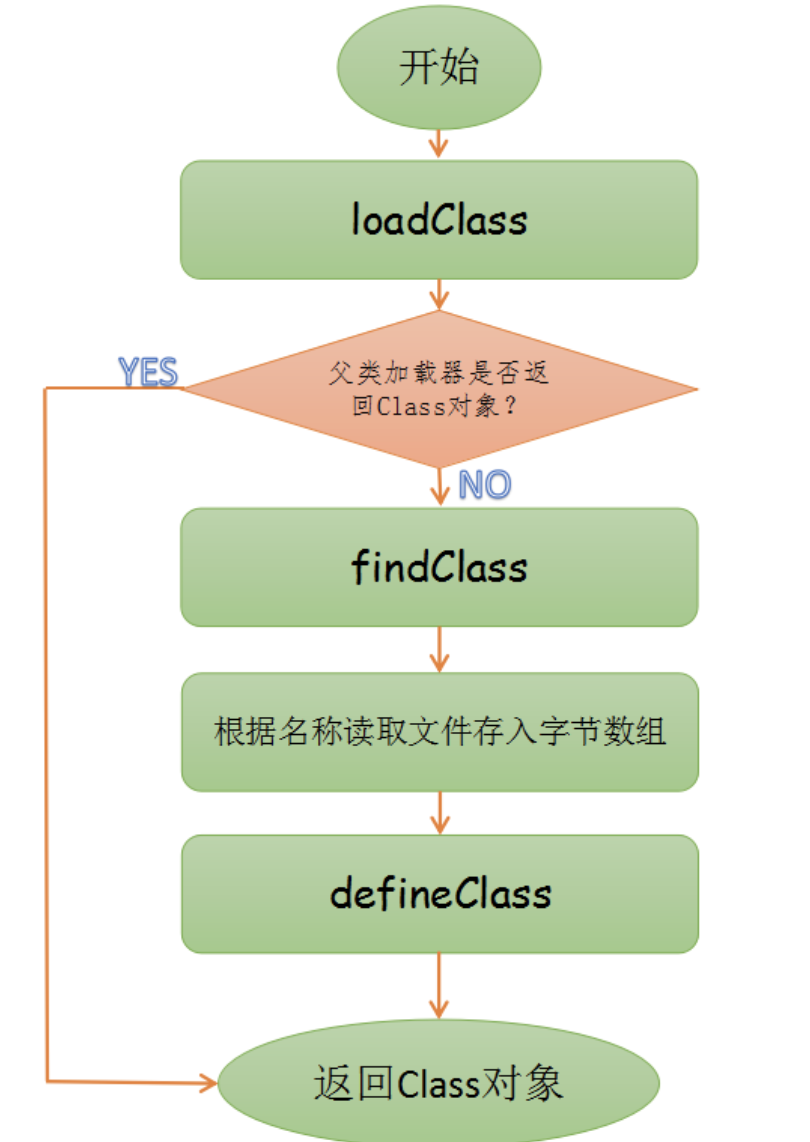 开始
loadClass
YES
父类加载器是否返
回Class对象？
NO
findClass
根据名称读取文件存入字节数组
defineClass
返回Class对象